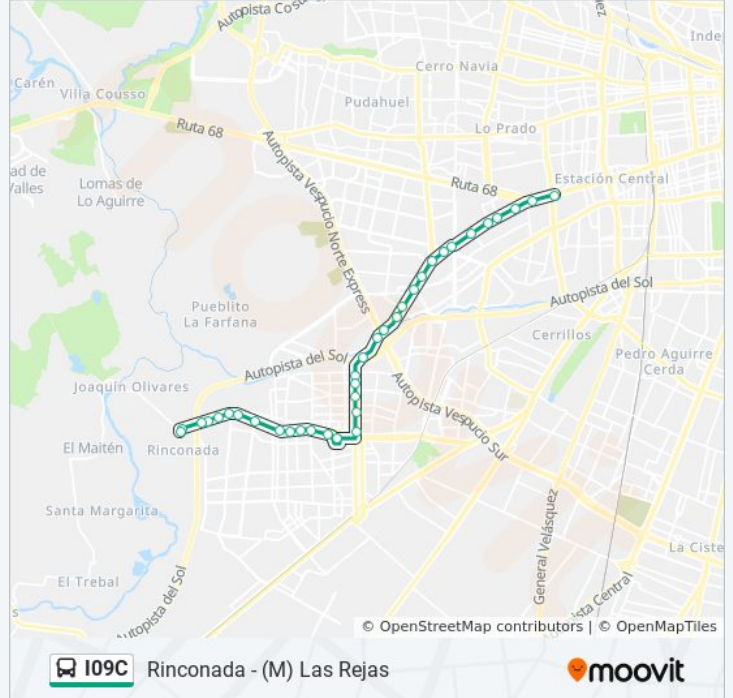 Autopista Cos
Inde
Cerro Navia
Carén
Villa Cousso
Pudahuel
Ruta 68
Lo Prado
ad de
Valles
Lomas de
Lo Aguirre
Autopista Vespucio Norte Express
Ruta 68
Estación Central
Pueblito
La Farfana
Autopista del Sol
Cerrillos
Pedro Aguirre
Cerda
Autopista del Sol
Joaquin Olivares
Autopista Vespucio Sur
El Maitén
Rinconada
Santa Margarita
General Velásquez
La Ciste
El Trebal
Autopista del Sol
sta Central
s
© OpenStreetMap contributors | © OpenMapTiles
I09C Rinconada - (M) Las Rejas
moovit